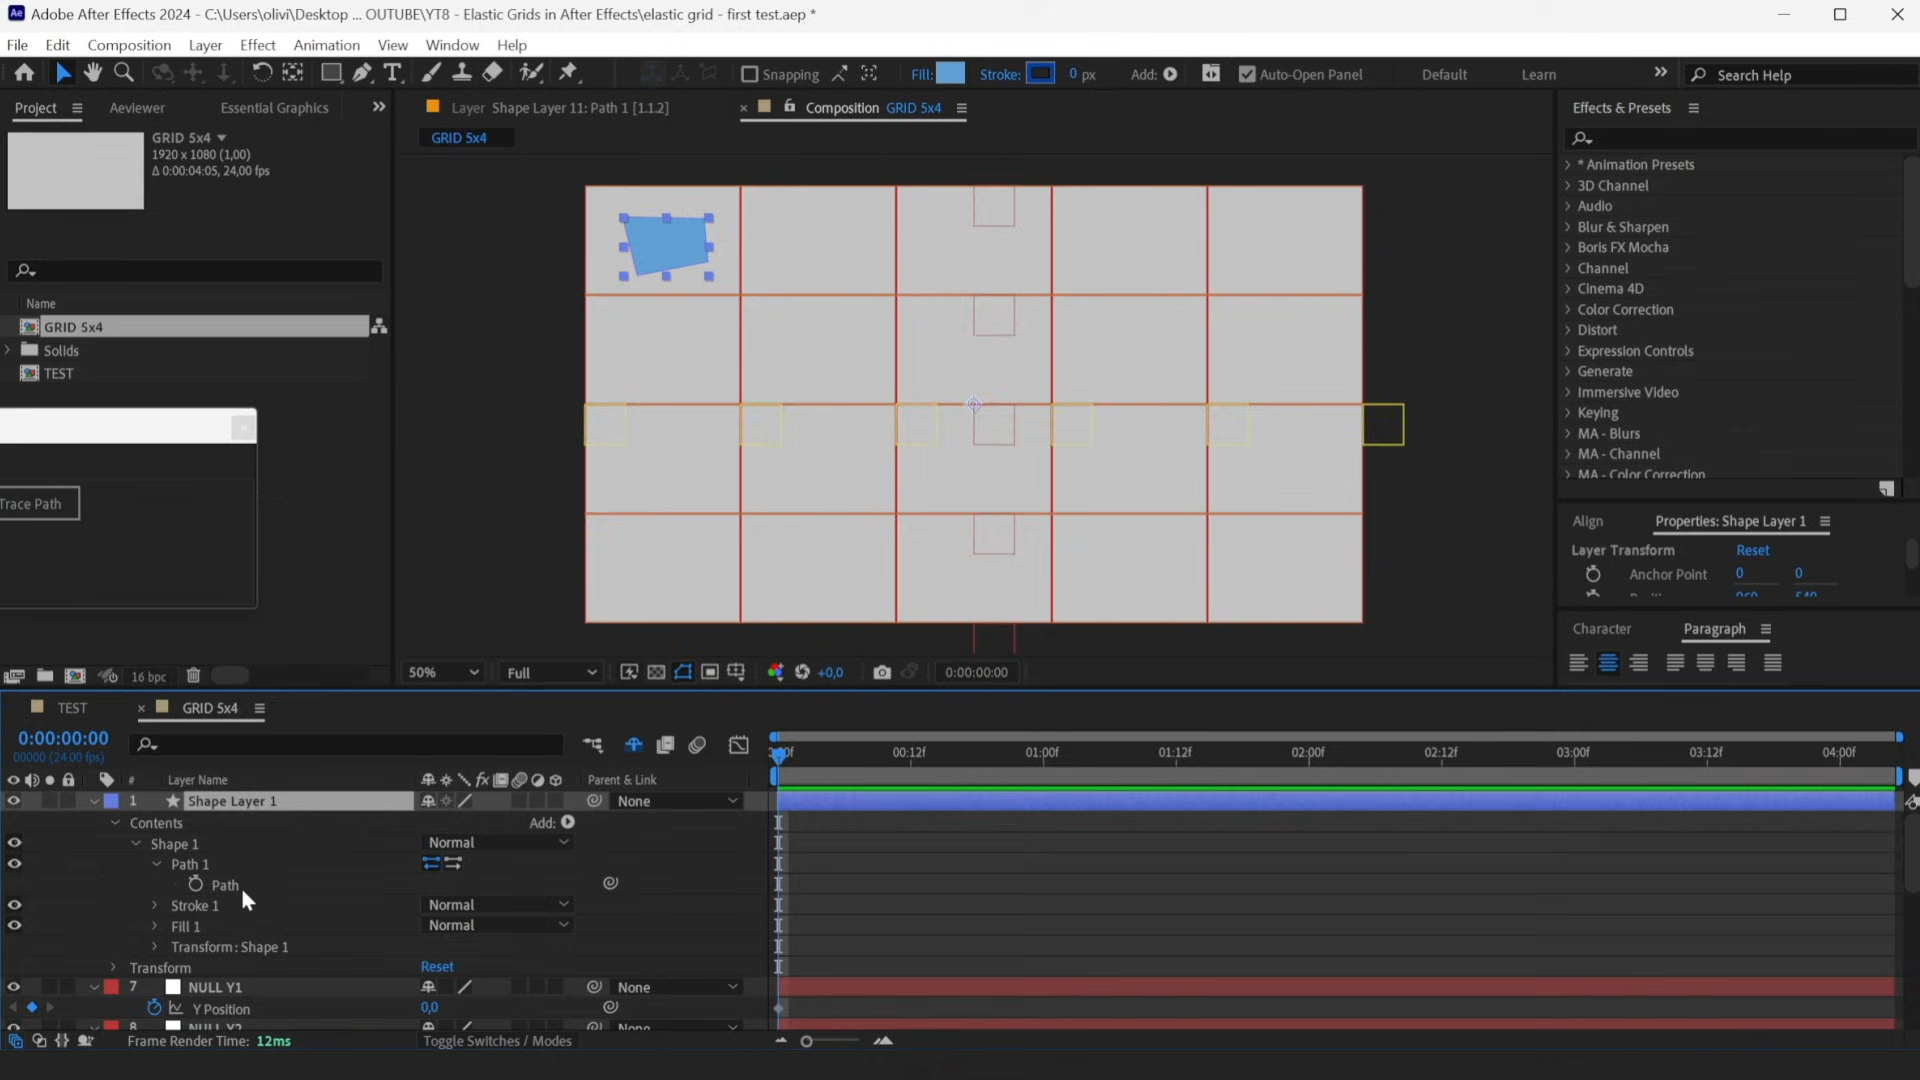 Adobe After Effects 2024 - C:\Users\olivi\Desktop ... OUTUBE\YT8 - Elastic Grids in After Effects\elastic grid - first test.aep *
File Edit Composition Layer Effect Animation View Window Help
Snapping Fill: Stroke: 0 px Add: Auto-Open Panel Default Learn Search Help
Project Aeviewer Essential Graphics
Layer Shape Layer 11: Path 1 [1.1.2]
Composition GRID 5x4
Effects & Presets
GRID 5x4
1920 x 1080 (1,00)
Δ 0:00:04:05, 24,00 fps
GRID 5x4
* Animation Presets
3D Channel
Audio
Blur & Sharpen
Boris FX Mocha
Channel
Cinema 4D
Color Correction
Distort
Expression Controls
Generate
Immersive Video
Keying
MA - Blurs
MA - Channel
MA - Color Correction
Name
GRID 5x4
Solids
TEST
Trace Path
Align Properties: Shape Layer 1
Layer Transform Reset
Anchor Point 0 0
960 540
Character Paragraph
16 bpc
50% Full +0,0 0:00:00:00
TEST GRID 5x4
0:00:00:00
00000 (24.00 fps)
00:12f 01:00f 01:12f 02:00f 02:12f 03:00f 03:12f 04:00f
# Layer Name Parent & Link
1 Shape Layer 1 None
Contents Add:
Shape 1 Normal
Path 1
Path
Stroke 1 Normal
Fill 1 Normal
Transform: Shape 1
Transform Reset
7 NULL Y1 None
Y Position 0,0
8 NULL Y2 None
Frame Render Time: 12ms Toggle Switches / Modes